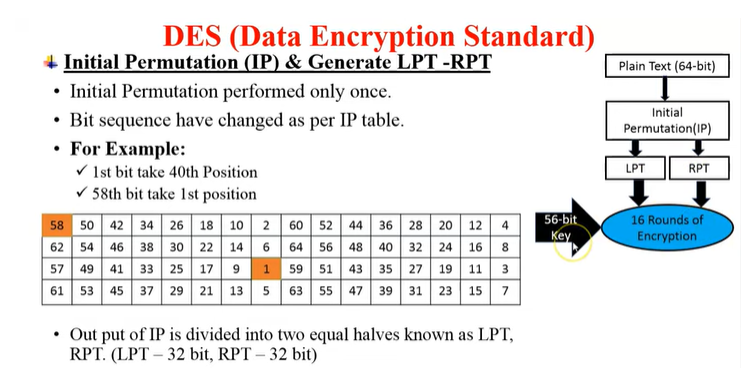 DES (Data Encryption Standard)
Initial Permutation (IP) & Generate LPT -RPT
• Initial Permutation performed only once.
• Bit sequence have changed as per IP table.
• For Example:
✓ 1st bit take 40th Position
✓ 58th bit take 1st position
58 50 42 34 26 18 10 2 60 52 44 36 28 20 12 4
62 54 46 38 30 22 14 6 64 56 48 40 32 24 16 8
57 49 41 33 25 17 9 1 59 51 43 35 27 19 11 3
61 53 45 37 29 21 13 5 63 55 47 39 31 23 15 7
• Out put of IP is divided into two equal halves known as LPT,
RPT. (LPT – 32 bit, RPT – 32 bit)
Plain Text (64-bit)
Initial
Permutation(IP)
LPT
RPT
56-bit
Key
16 Rounds of
Encryption